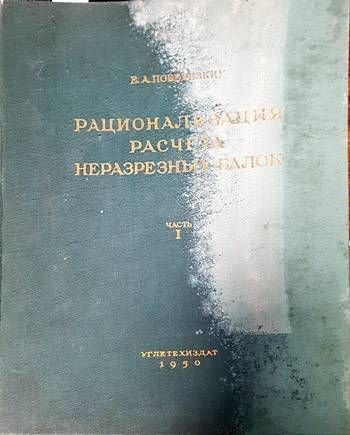 РАЦИОНАЛИЗАЦИЯ
РАСЧЕТА
НЕРАЗРЕЗНЫХ БАЛОК
ЧАСТЬ
I
УГЛЕТЕХИЗДАТ
1950